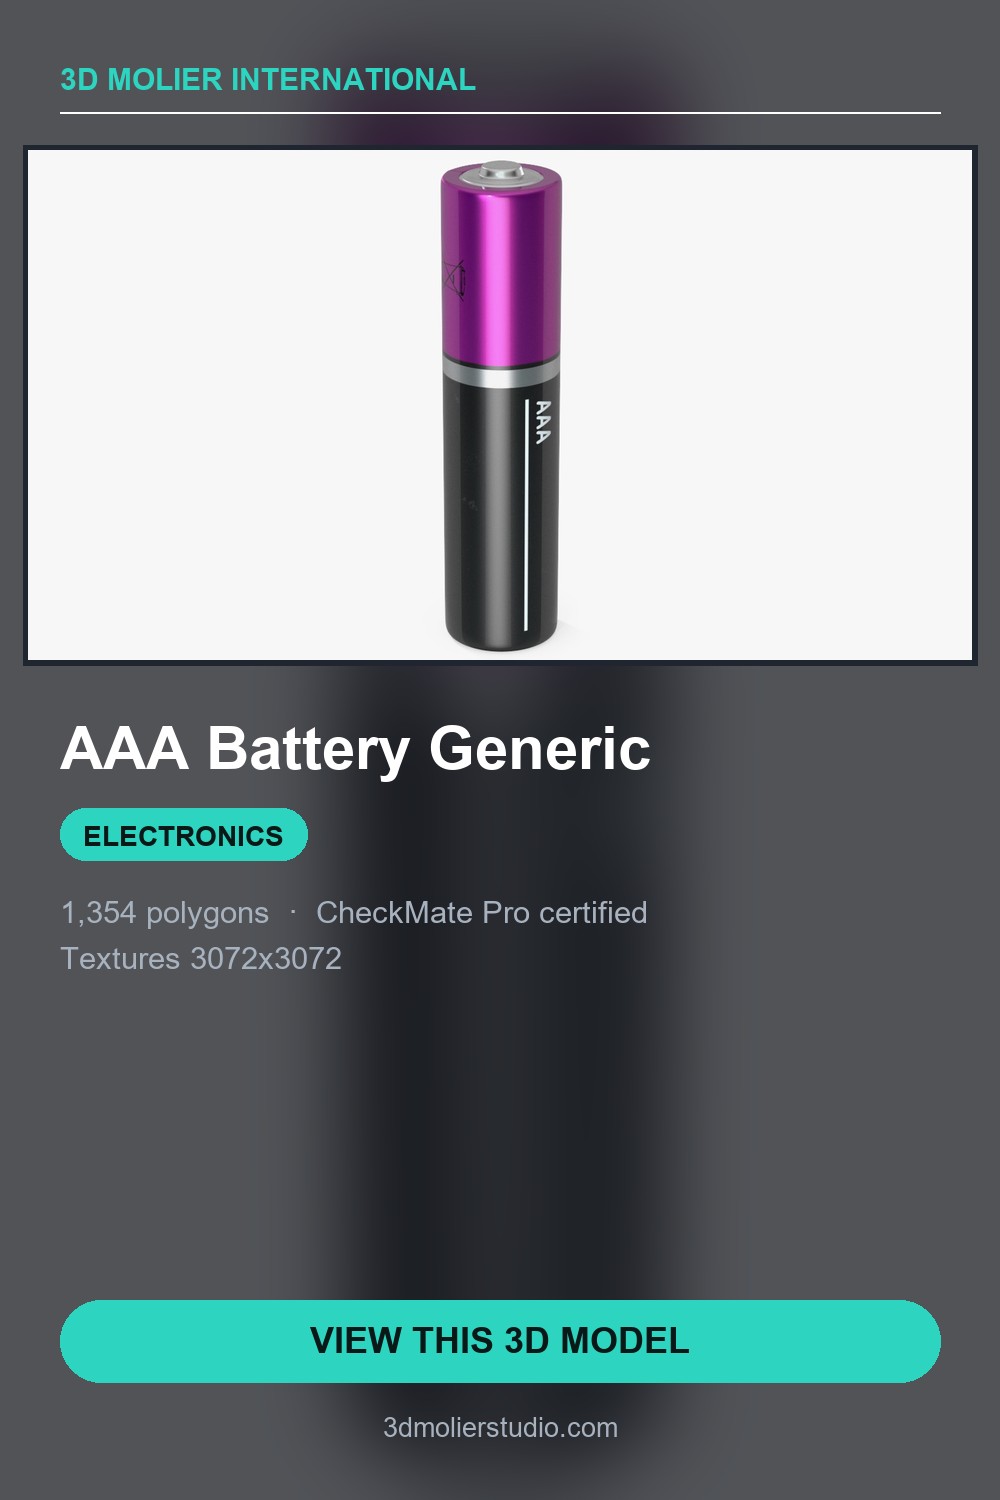 3D MOLIER INTERNATIONAL
AAA
AAA Battery Generic
ELECTRONICS
1,354 polygons · CheckMate Pro certified
Textures 3072x3072
VIEW THIS 3D MODEL
3dmolierstudio.com